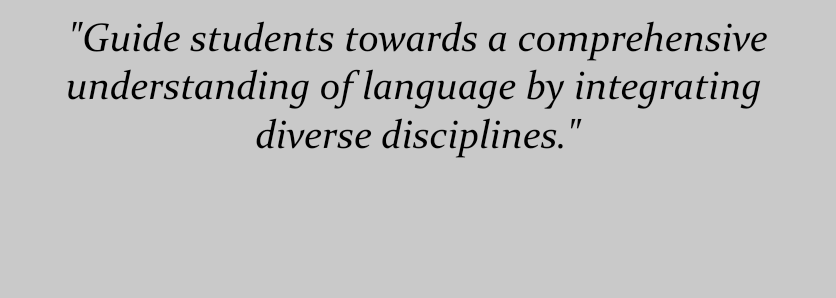 "Guide students towards a comprehensive
understanding of language by integrating
diverse disciplines."